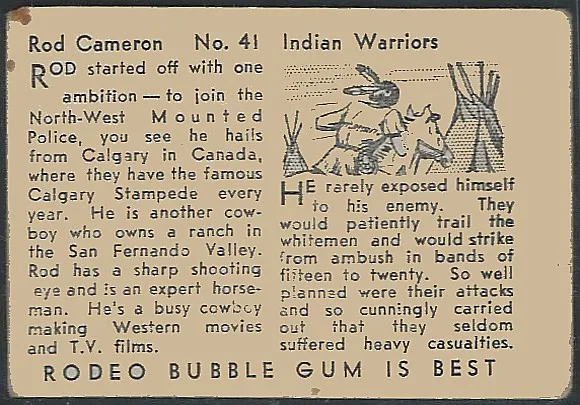 Rod Cameron No. 41
ROD started off with one
ambition — to join the
North-West Mounted
Police, you see he hails
from Calgary in Canada,
where they have the famous
Calgary Stampede every
year. He is another cow-
boy who owns a ranch in
the San Fernando Valley.
Rod has a sharp shooting
eye and is an expert horse-
man. He's a busy cowboy
making Western movies
and T.V. films.
Indian Warriors
HE rarely exposed himself
to his enemy. They
would patiently trail the
whitemen and would strike
from ambush in bands of
fifteen to twenty. So well
planned were their attacks
and so cunningly carried
out that they seldom
suffered heavy casualties.
RODEO BUBBLE GUM IS BEST